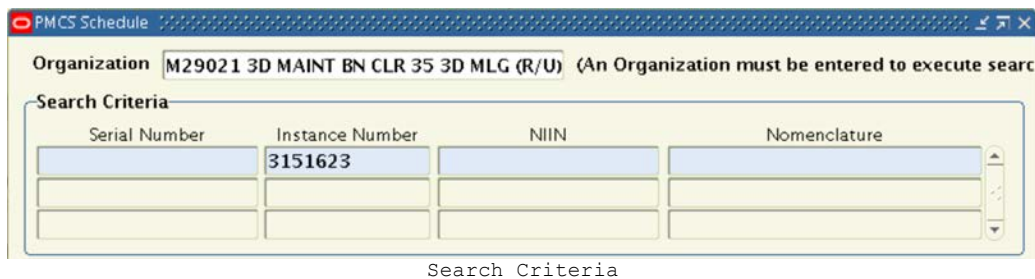 PMCS Schedule
Organization M29021 3D MAINT BN CLR 35 3D MLG (R/U) (An Organization must be entered to execute searc
Search Criteria
Serial Number Instance Number NIIN Nomenclature
3151623
Search Criteria